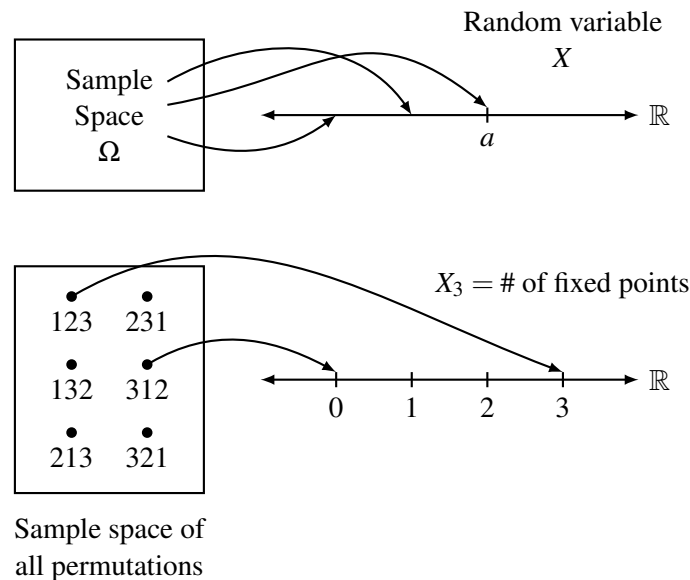 Random variable
X
Sample
Space
Ω
ℝ
a
X₃ = # of fixed points
123 231
132 312
213 321
ℝ
0 1 2 3
Sample space of
all permutations